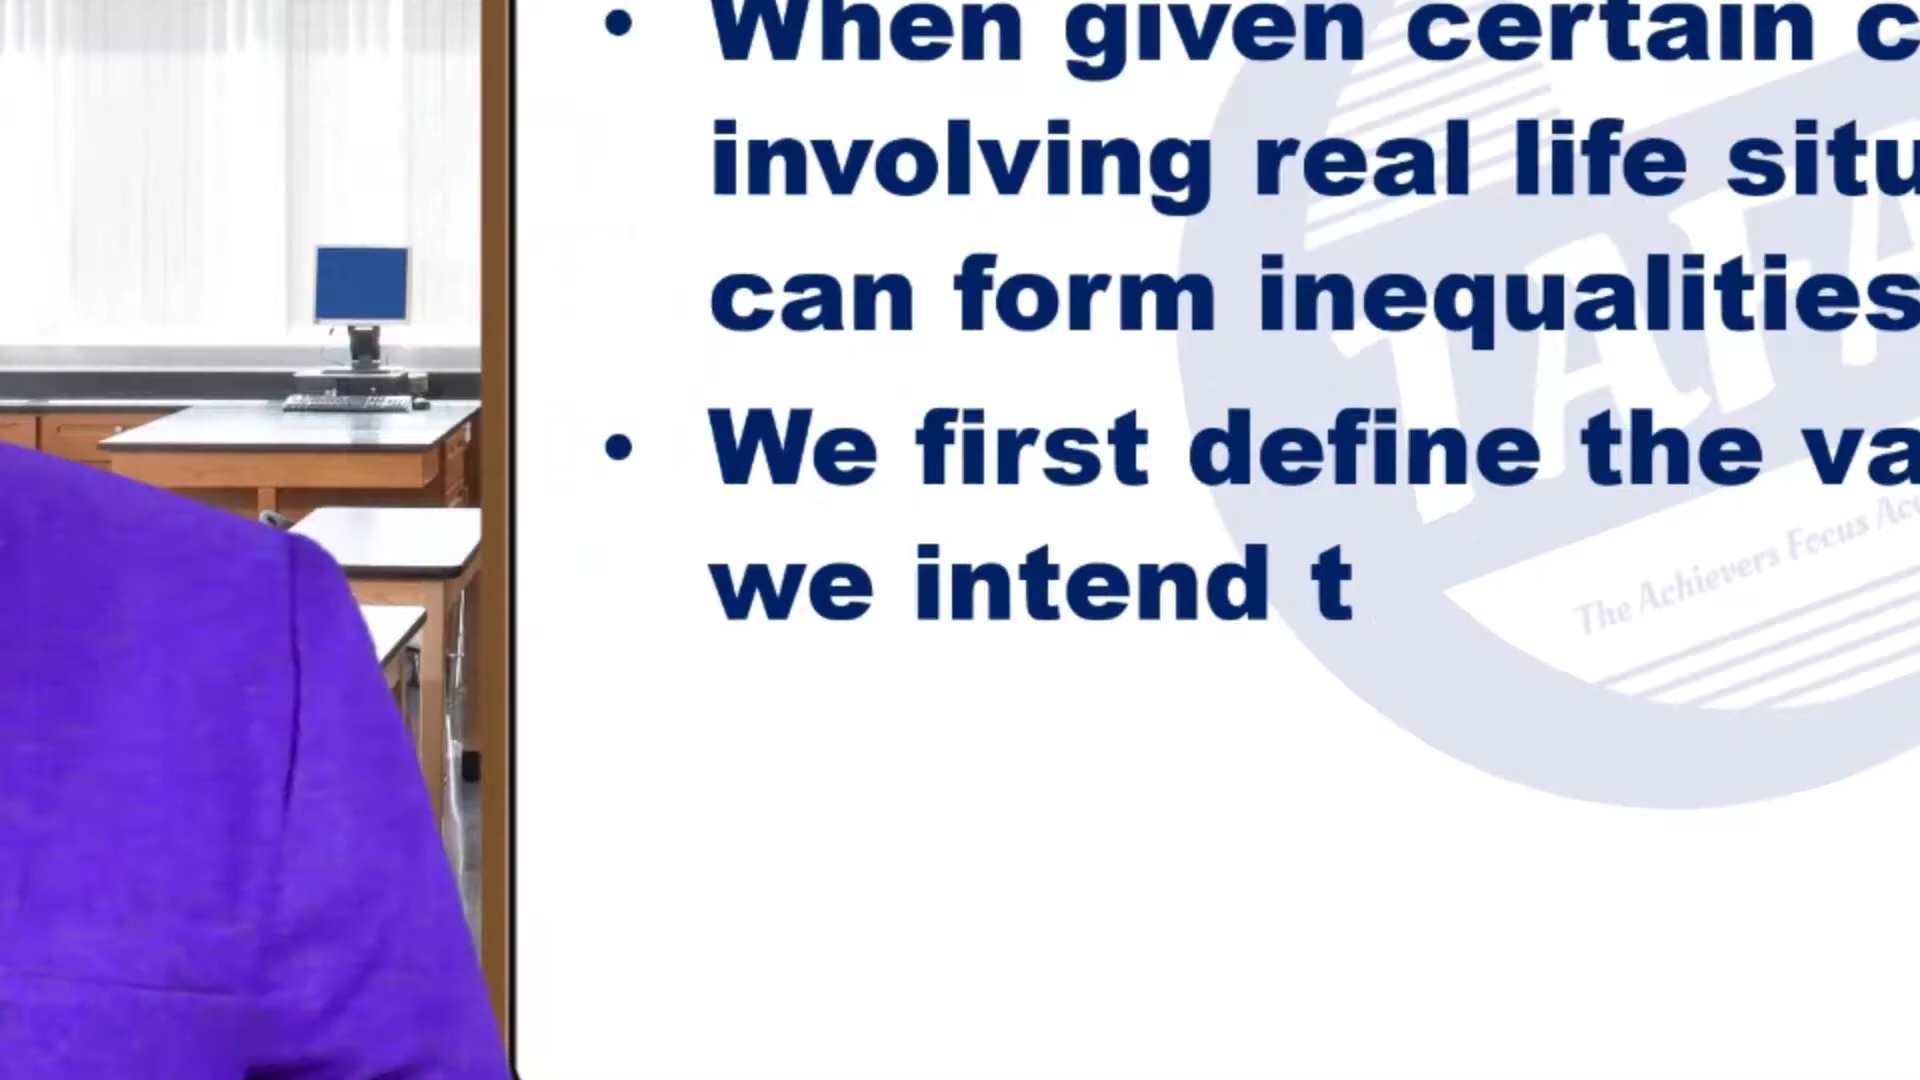 • When given certain c
involving real life situ
can form inequalities
• We first define the va
we intend t
TAFA
The Achievers Focus Ac